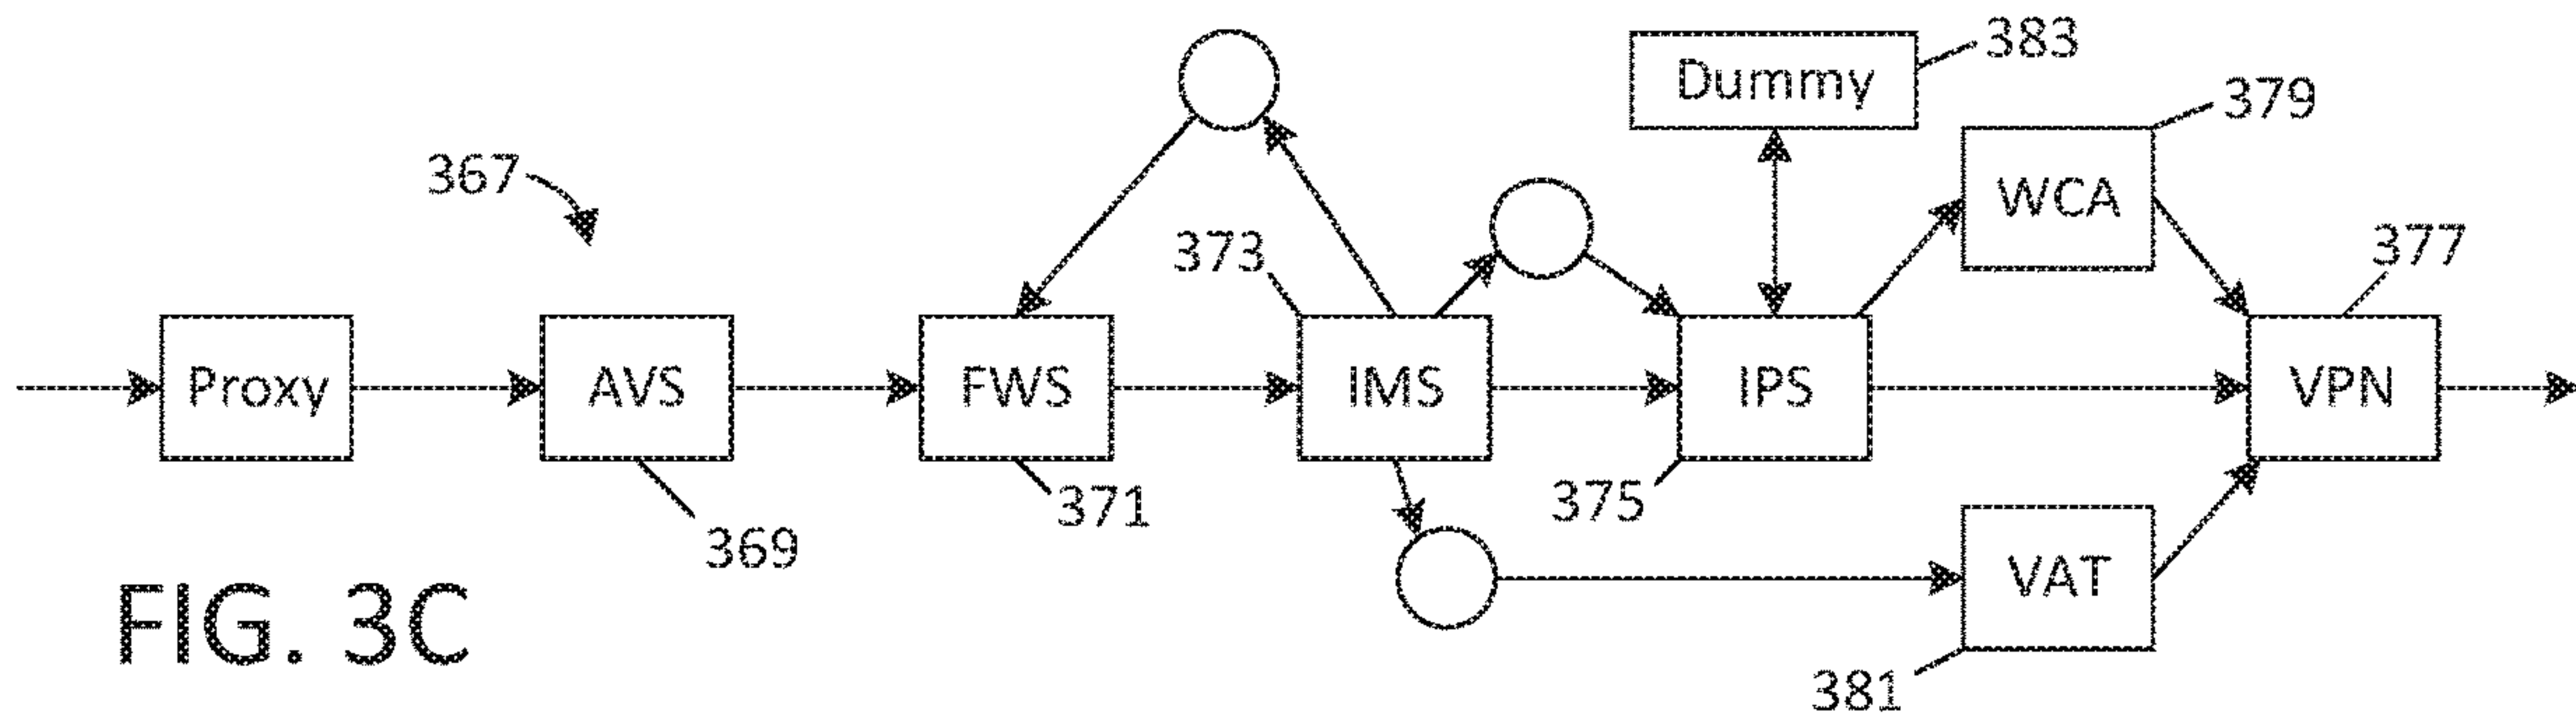 383
Dummy
379
367
WCA
373
377
Proxy
AVS
FWS
IMS
IPS
VPN
375
371
369
VAT
FIG. 3C
381